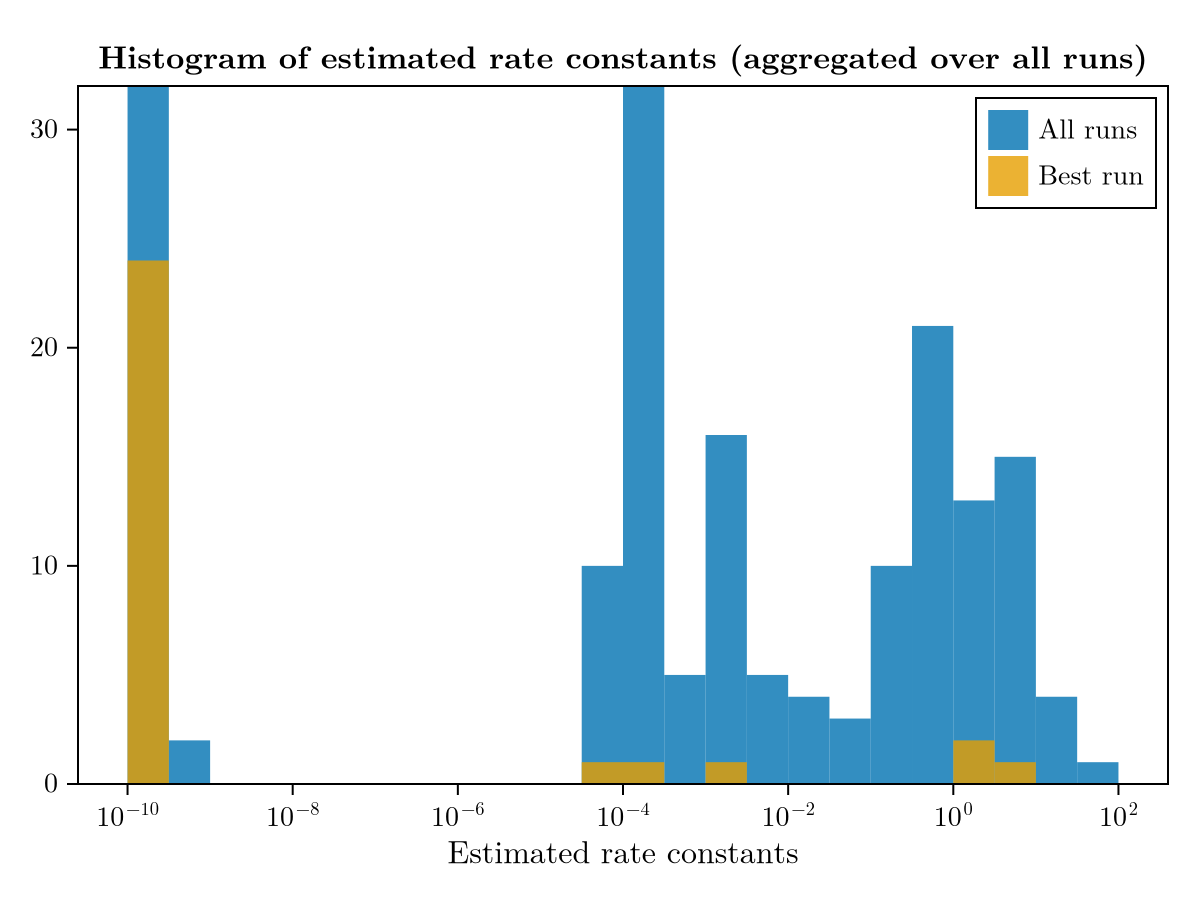 Histogram of estimated rate constants (aggregated over all runs)
All runs
Best run
30
20
10
0
10⁻¹⁰ 10⁻⁸ 10⁻⁶ 10⁻⁴ 10⁻² 10⁰ 10²
Estimated rate constants